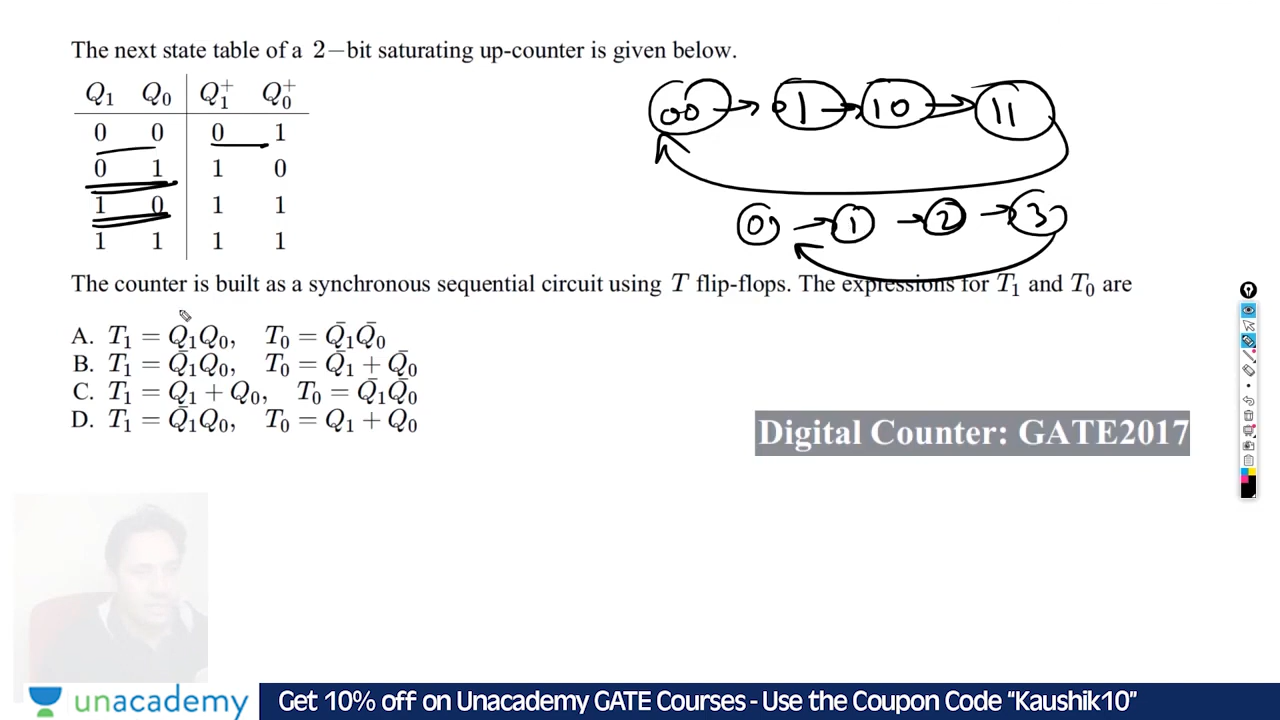 The next state table of a 2−bit saturating up-counter is given below.
Q₁ Q₀ Q₁⁺ Q₀⁺
0 0 0 1
0 1 1 0
1 0 1 1
1 1 1 1
00 → 01 → 10 → 11
0 → 1 → 2 → 3
The counter is built as a synchronous sequential circuit using T flip-flops. The expressions for T₁ and T₀ are
A. T₁ = Q̄₁Q₀, T₀ = Q̄₁Q̄₀
B. T₁ = Q̄₁Q₀, T₀ = Q̄₁ + Q̄₀
C. T₁ = Q₁ + Q₀, T₀ = Q̄₁Q̄₀
D. T₁ = Q̄₁Q₀, T₀ = Q₁ + Q₀
Digital Counter: GATE2017
unacademy
Get 10% off on Unacademy GATE Courses - Use the Coupon Code "Kaushik10"